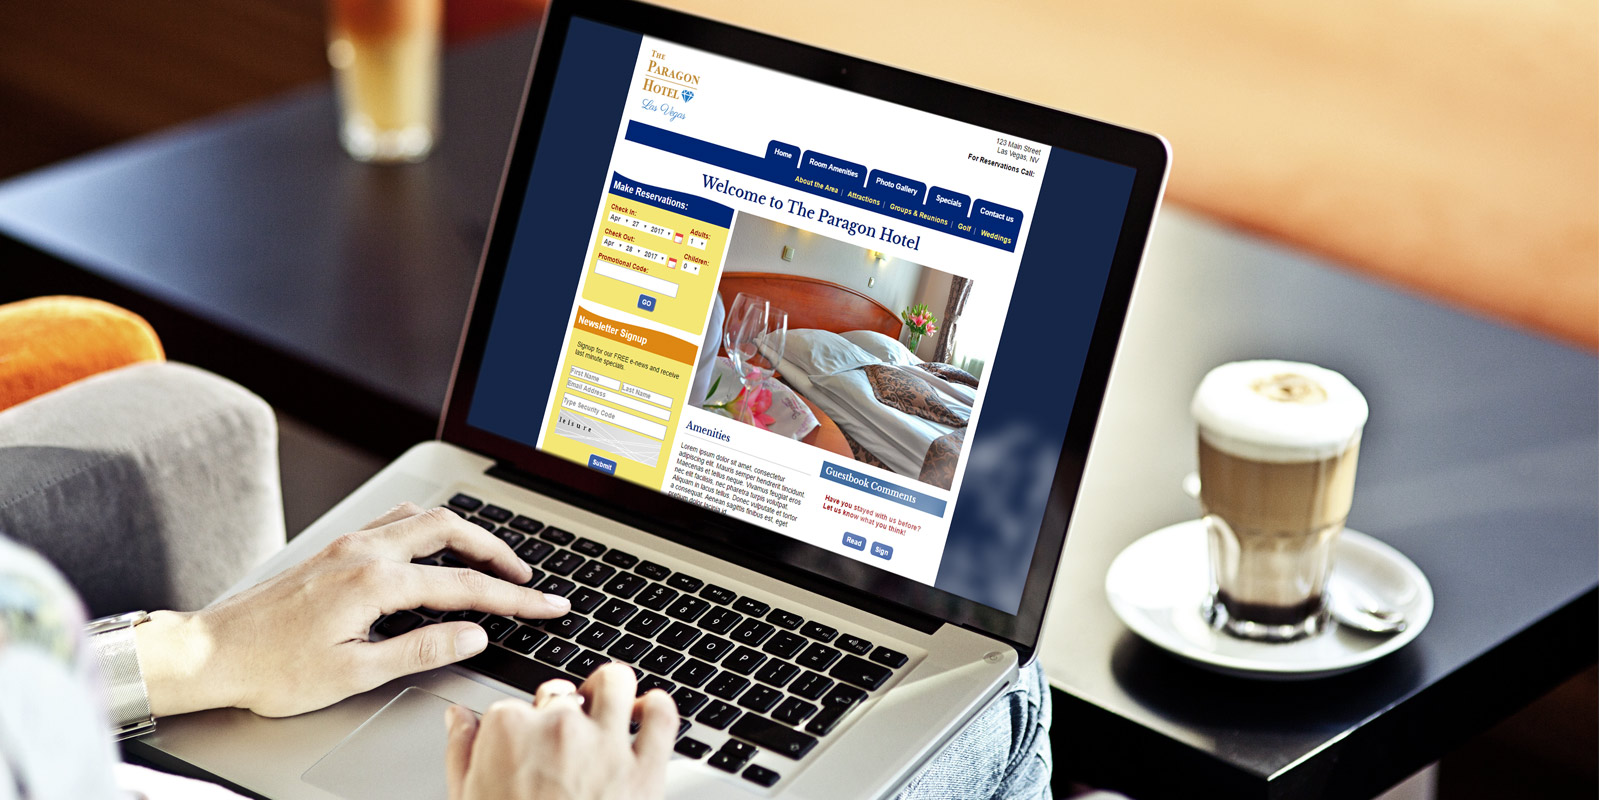 THE
PARAGON
HOTEL
Las Vegas
123 Main Street
Las Vegas, NV
For Reservations Call:
Home
Room Amenities
Photo Gallery
Specials
Contact us
About the Area | Attractions | Groups & Reunions | Golf | Weddings
Make Reservations:
Check In:
Adults:
Apr 27 2017
1
Check Out:
Children:
Apr 28 2017
0
Promotional Code:
GO
Newsletter Signup
Signup for our FREE e-news and receive
last minute specials.
First Name
Last Name
Email Address
Type Security Code
leisure
Submit
Welcome to The Paragon Hotel
Amenities
Lorem ipsum dolor sit amet, consectetur
adipiscing elit. Mauris semper hendrerit tincidunt.
Maecenas et tellus neque. Vivamus feugiat eros
nec elit facilisis, nec pharetra turpis volutpat.
Aliquam in lacus tellus. Donec vulputate et tortor
a consequat. Aenean sagittis finibus est, eget
Guestbook Comments
Have you stayed with us before?
Let us know what you think!
Read
Sign